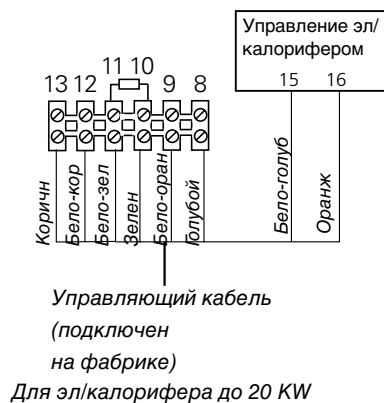 Управление эл/
калорифером
15 16
11 10
13 12 9 8
Коричн
Бело-кор
Бело-зел
Зелен
Бело-оран
Голубой
Бело-голуб
Оранж
Управляющий кабель
(подключен
на фабрике)
Для эл/калорифера до 20 KW